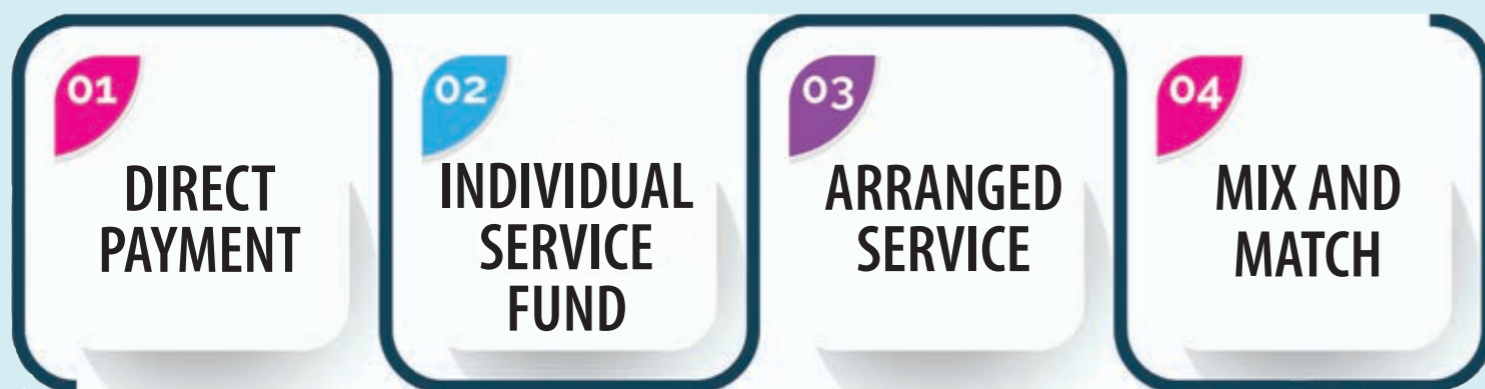 01
DIRECT
PAYMENT
02
INDIVIDUAL
SERVICE
FUND
03
ARRANGED
SERVICE
04
MIX AND
MATCH